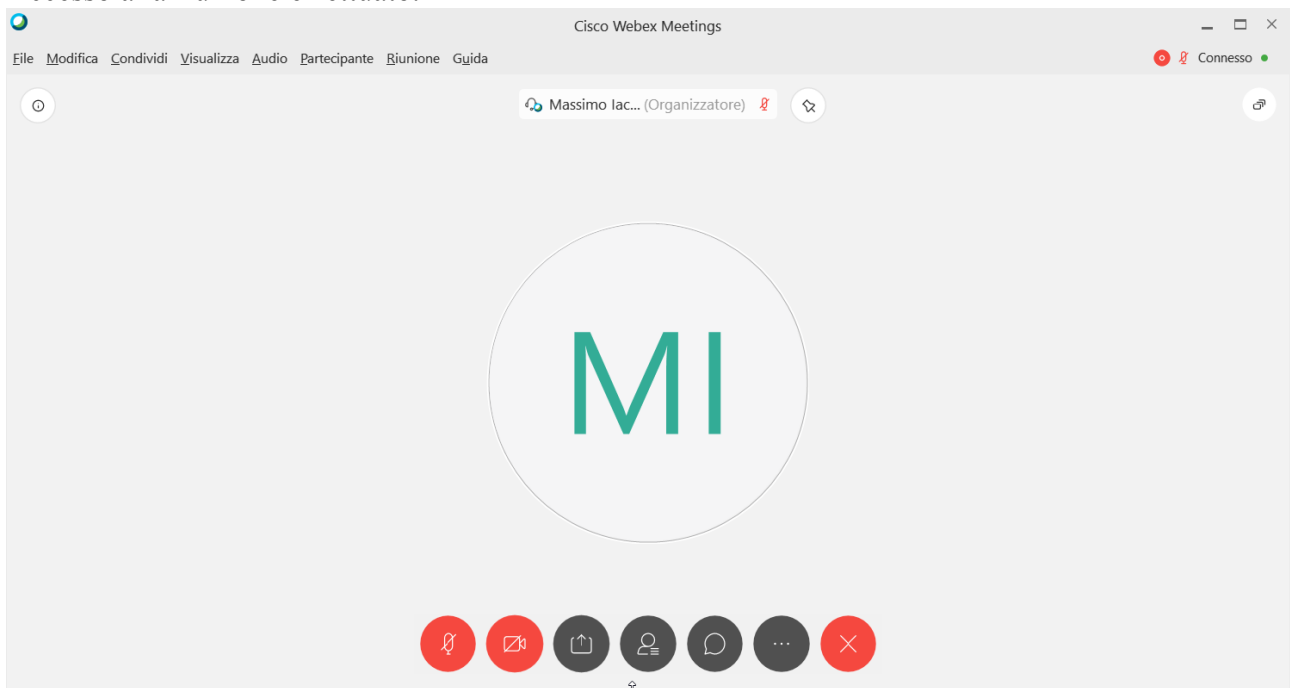 Cisco Webex Meetings
File Modifica Condividi Visualizza Audio Partecipante Riunione Guida Connesso
Massimo Iac... (Organizzatore)
MI